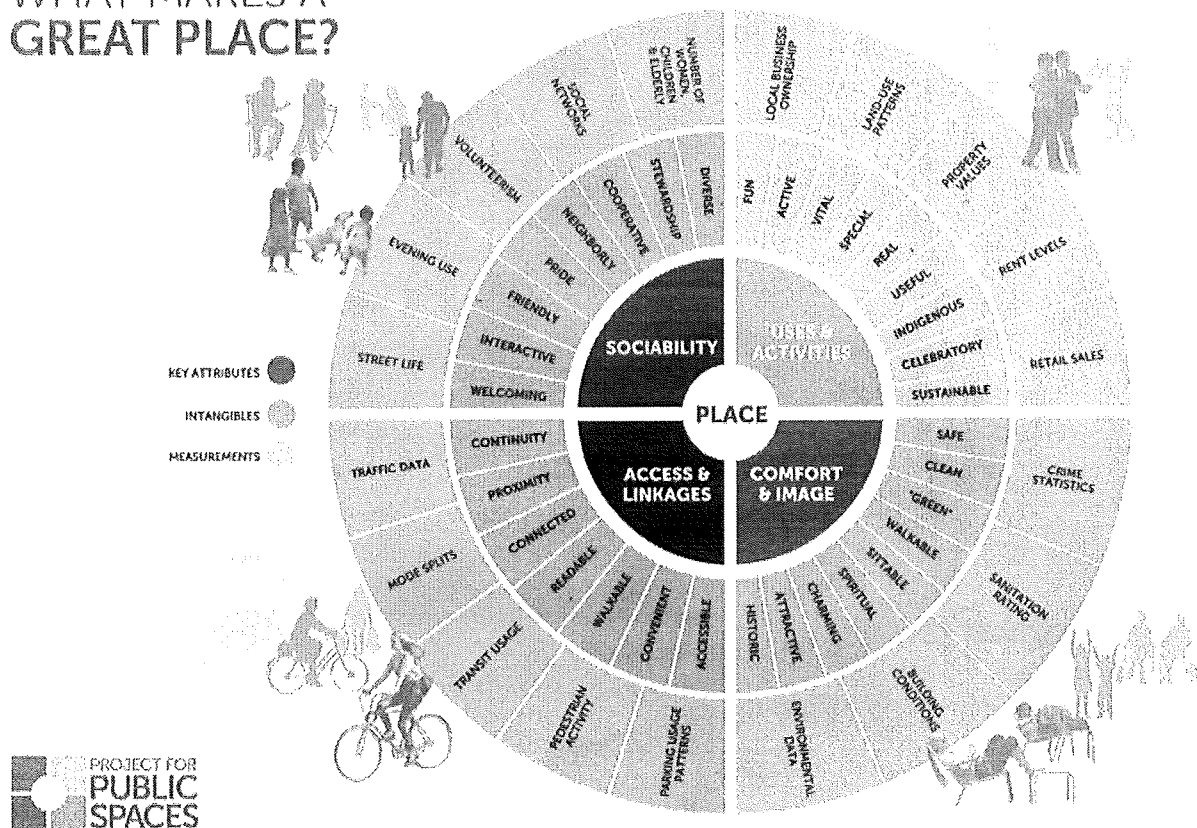 WHAT MAKES A
GREAT PLACE?
KEY ATTRIBUTES
INTANGIBLES
MEASUREMENTS
PLACE
SOCIABILITY
USES &
ACTIVITIES
ACCESS &
LINKAGES
COMFORT
& IMAGE
WELCOMING
INTERACTIVE
FRIENDLY
PRIDE
NEIGHBORLY
COOPERATIVE
STEWARDSHIP
DIVERSE
STREET LIFE
EVENING USE
VOLUNTEERISM
SOCIAL
NETWORKS
NUMBER OF
WOMEN,
CHILDREN
& ELDERLY
FUN
ACTIVE
VITAL
SPECIAL
REAL
USEFUL
INDIGENOUS
CELEBRATORY
SUSTAINABLE
LOCAL BUSINESS
OWNERSHIP
LAND-USE
PATTERNS
PROPERTY
VALUES
RENT LEVELS
RETAIL SALES
SAFE
CLEAN
"GREEN"
WALKABLE
SITTABLE
SPIRITUAL
CHARMING
ATTRACTIVE
HISTORIC
CRIME
STATISTICS
SANITATION
RATING
BUILDING
CONDITIONS
ENVIRONMENTAL
DATA
CONTINUITY
PROXIMITY
CONNECTED
READABLE
WALKABLE
CONVENIENT
ACCESSIBLE
TRAFFIC DATA
MODE SPLITS
TRANSIT USAGE
PEDESTRIAN
ACTIVITY
PARKING USAGE
PATTERNS
PROJECT FOR
PUBLIC
SPACES